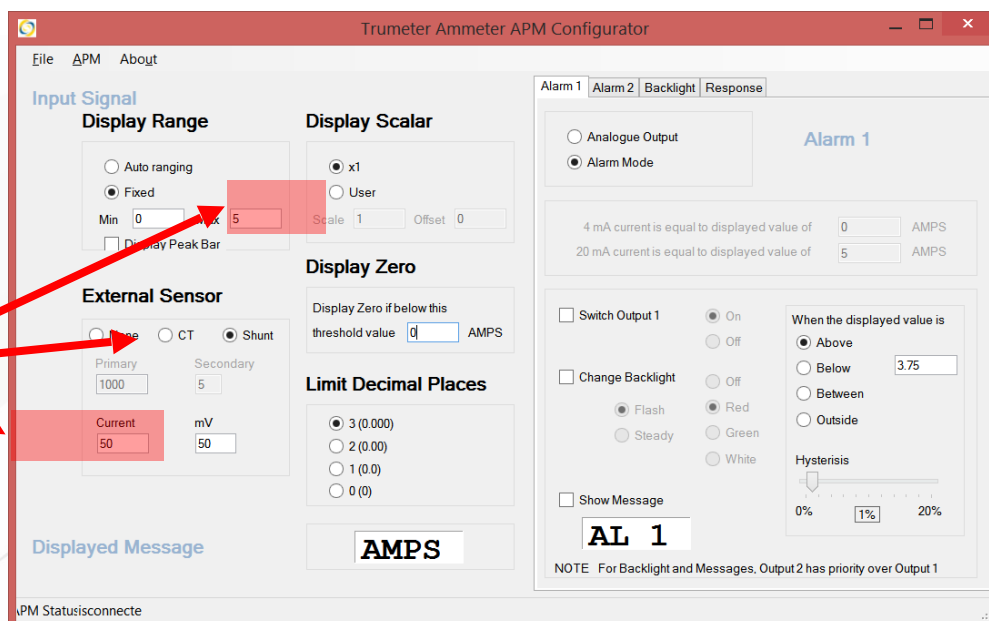 Trumeter Ammeter APM Configurator
File APM About
Input Signal
Display Range
Auto ranging
Fixed
Min 0 Max 5
Display Peak Bar
External Sensor
None CT Shunt
Primary Secondary
1000 5
Current mV
50 50
Display Scalar
x1
User
Scale 1 Offset 0
Display Zero
Display Zero if below this
threshold value 0 AMPS
Limit Decimal Places
3 (0.000)
2 (0.00)
1 (0.0)
0 (0)
Displayed Message
AMPS
Alarm 1 Alarm 2 Backlight Response
Analogue Output
Alarm Mode
Alarm 1
4 mA current is equal to displayed value of 0 AMPS
20 mA current is equal to displayed value of 5 AMPS
Switch Output 1
On
Off
Change Backlight
Flash
Steady
Off
Red
Green
White
Show Message
AL 1
When the displayed value is
Above
Below 3.75
Between
Outside
Hysterisis
0% 1% 20%
NOTE For Backlight and Messages, Output 2 has priority over Output 1
APM Statusisconnecte